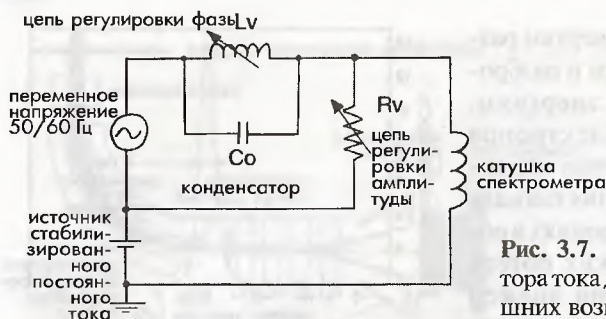 цепь регулировки фазы Lv
переменное
напряжение
50/60 Гц
Co
конденсатор
Rv
цепь
регули-
ровки
ампли-
туды
катушка
спектрометра
источник
стабили-
зирован-
ного
постоян-
ного
тока
Рис. 3.7.
тора тока,
шних возм